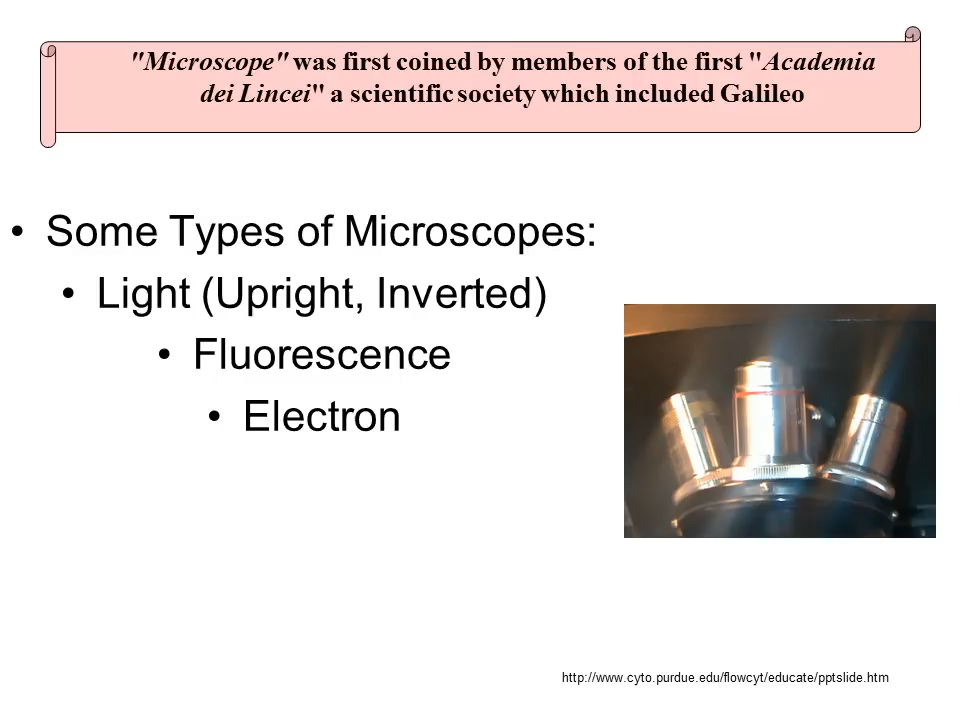 "Microscope" was first coined by members of the first "Academia
dei Lincei" a scientific society which included Galileo
• Some Types of Microscopes:
• Light (Upright, Inverted)
• Fluorescence
• Electron
http://www.cyto.purdue.edu/flowcyt/educate/pptslide.htm